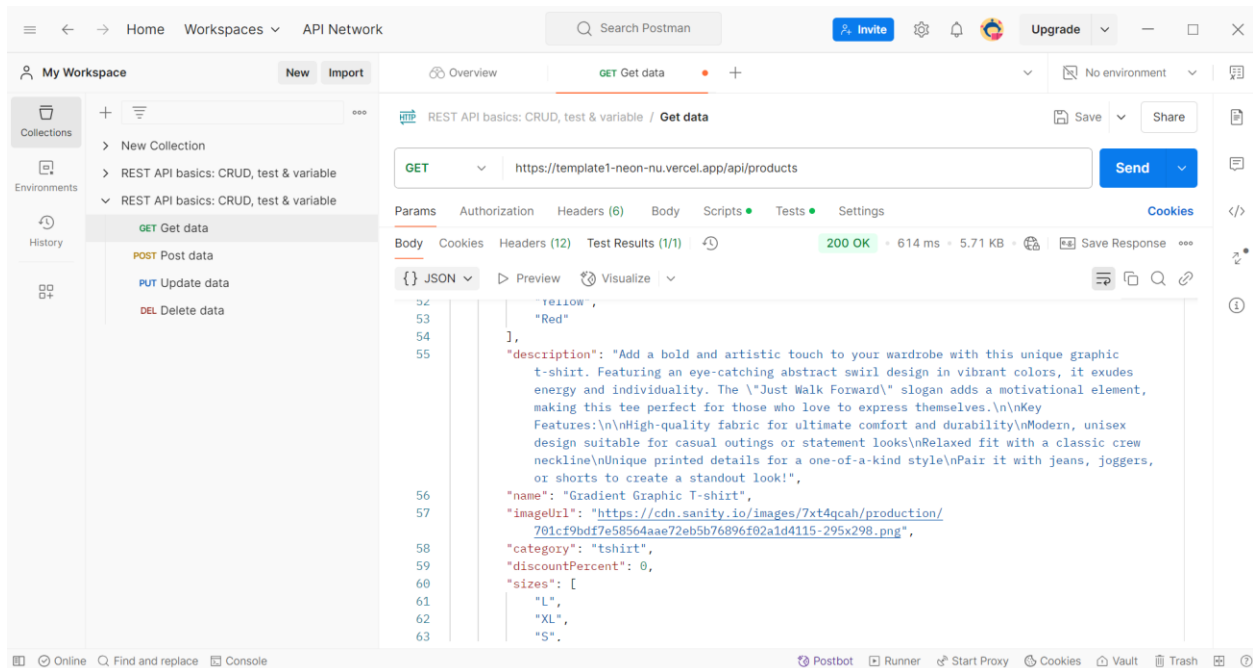 Home Workspaces API Network Search Postman Invite Upgrade
My Workspace New Import Overview GET Get data No environment
Collections
REST API basics: CRUD, test & variable / Get data Save Share
New Collection
GET https://template1-neon-nu.vercel.app/api/products Send
Environments
REST API basics: CRUD, test & variable
REST API basics: CRUD, test & variable
Params Authorization Headers (6) Body Scripts Tests Settings Cookies
History
GET Get data
Body Cookies Headers (12) Test Results (1/1) 200 OK 614 ms 5.71 KB Save Response
POST Post data
PUT Update data
{} JSON Preview Visualize
DEL Delete data
52 "Yellow",
53 "Red"
54 ],
55 "description": "Add a bold and artistic touch to your wardrobe with this unique graphic
t-shirt. Featuring an eye-catching abstract swirl design in vibrant colors, it exudes
energy and individuality. The \"Just Walk Forward\" slogan adds a motivational element,
making this tee perfect for those who love to express themselves.\n\nKey
Features:\n\nHigh-quality fabric for ultimate comfort and durability\nModern, unisex
design suitable for casual outings or statement looks\nRelaxed fit with a classic crew
neckline\nUnique printed details for a one-of-a-kind style\nPair it with jeans, joggers,
or shorts to create a standout look!",
56 "name": "Gradient Graphic T-shirt",
57 "imageUrl": "https://cdn.sanity.io/images/7xt4qcah/production/
701cf9bdf7e58564aae72eb5b76896f02a1d4115-295x298.png",
58 "category": "tshirt",
59 "discountPercent": 0,
60 "sizes": [
61 "L",
62 "XL",
63 "S",
Online Find and replace Console Postbot Runner Start Proxy Cookies Vault Trash